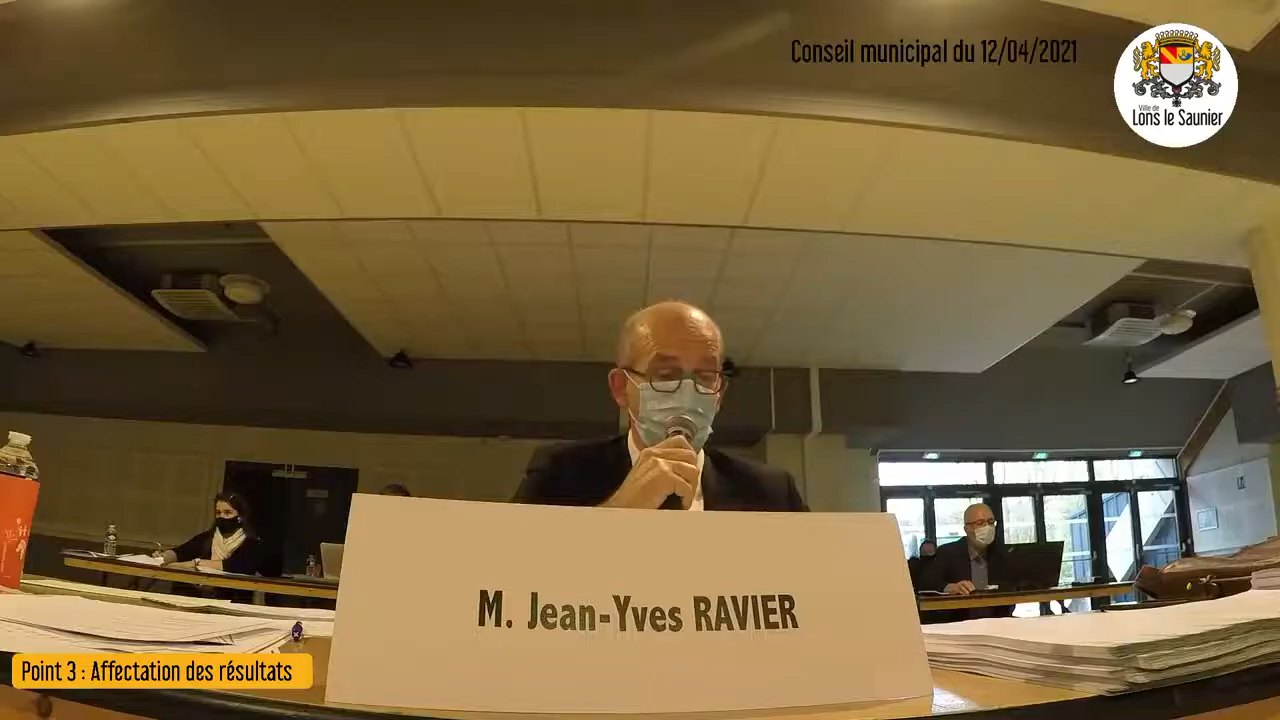 Conseil municipal du 12/04/2021
Ville de
Lons le Saunier
M. Jean-Yves RAVIER
Point 3 : Affectation des résultats